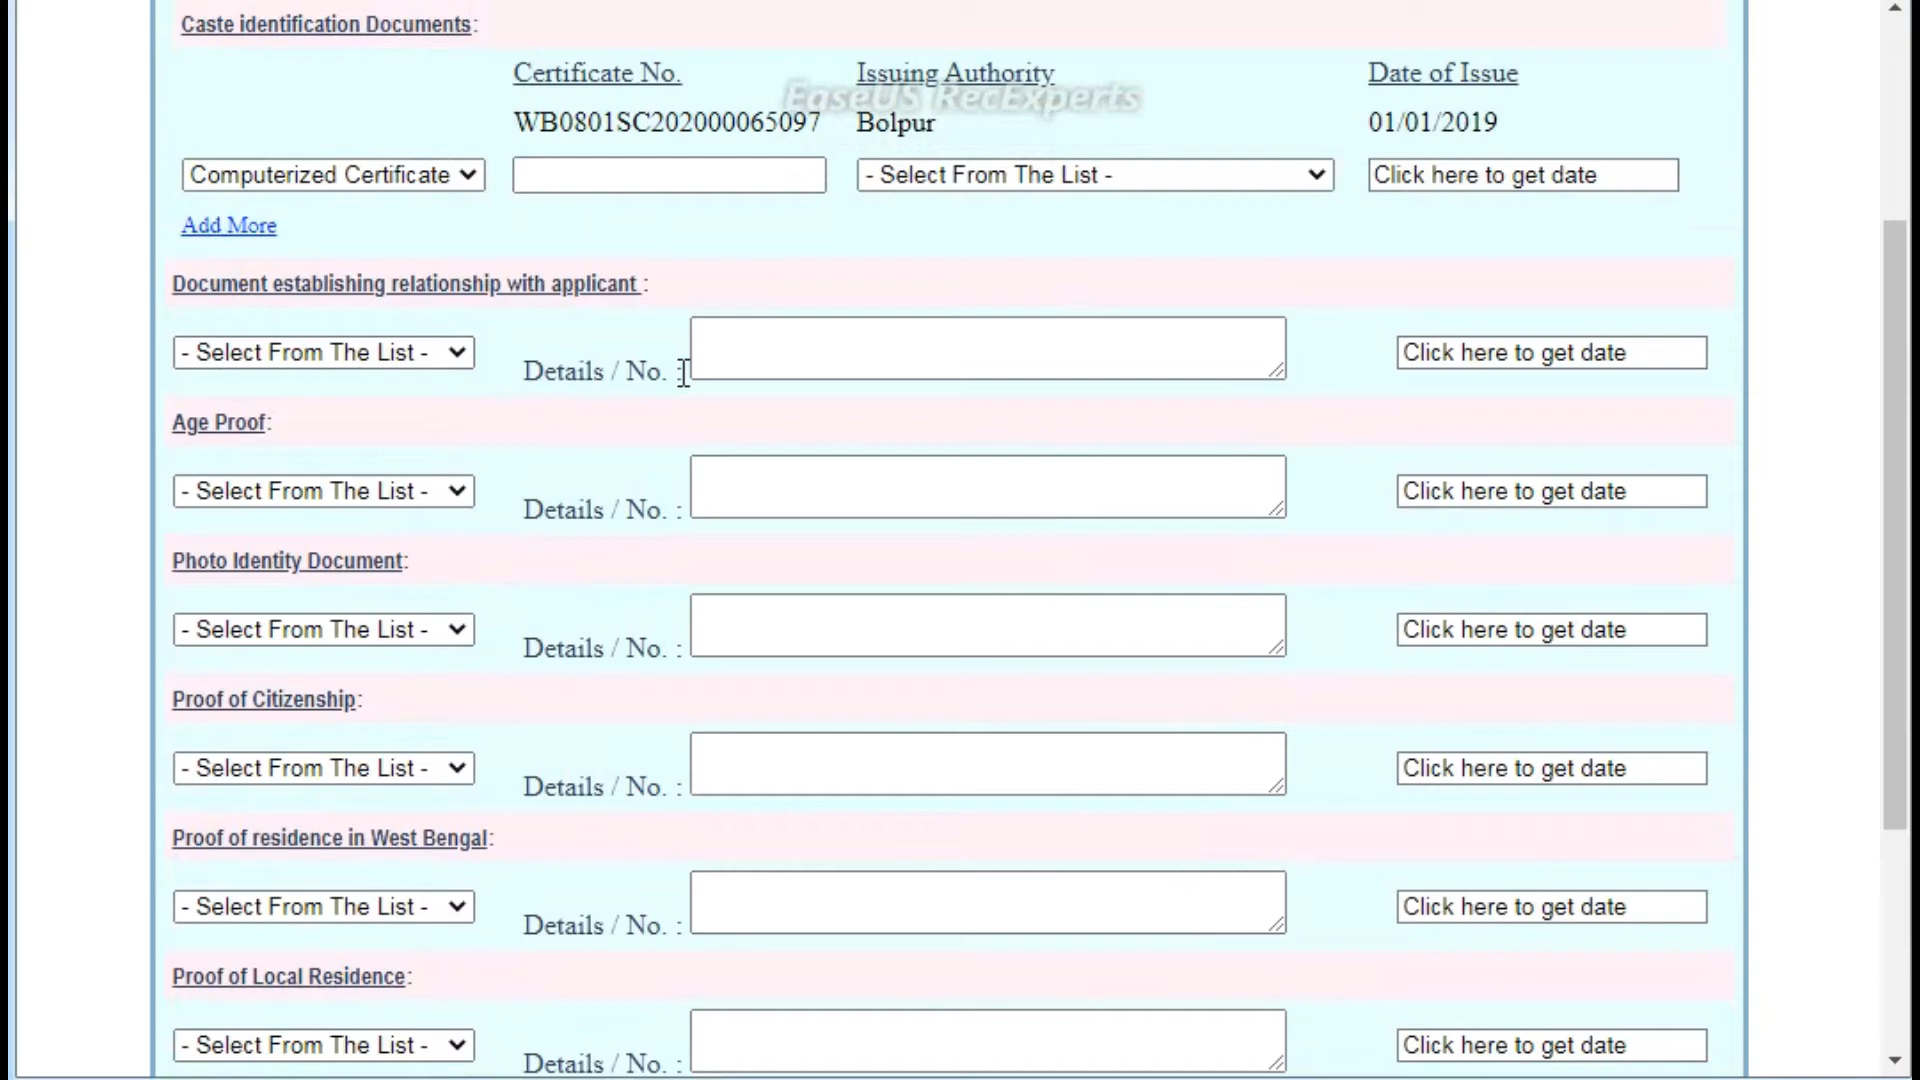 Caste identification Documents:
Certificate No. Issuing Authority Date of Issue
EaseUS RecExperts
WB0801SC202000065097 Bolpur 01/01/2019
Computerized Certificate - Select From The List - Click here to get date
Add More
Document establishing relationship with applicant :
- Select From The List - Details / No. : Click here to get date
Age Proof:
- Select From The List - Details / No. : Click here to get date
Photo Identity Document:
- Select From The List - Details / No. : Click here to get date
Proof of Citizenship:
- Select From The List - Details / No. : Click here to get date
Proof of residence in West Bengal:
- Select From The List - Details / No. : Click here to get date
Proof of Local Residence:
- Select From The List - Details / No. : Click here to get date